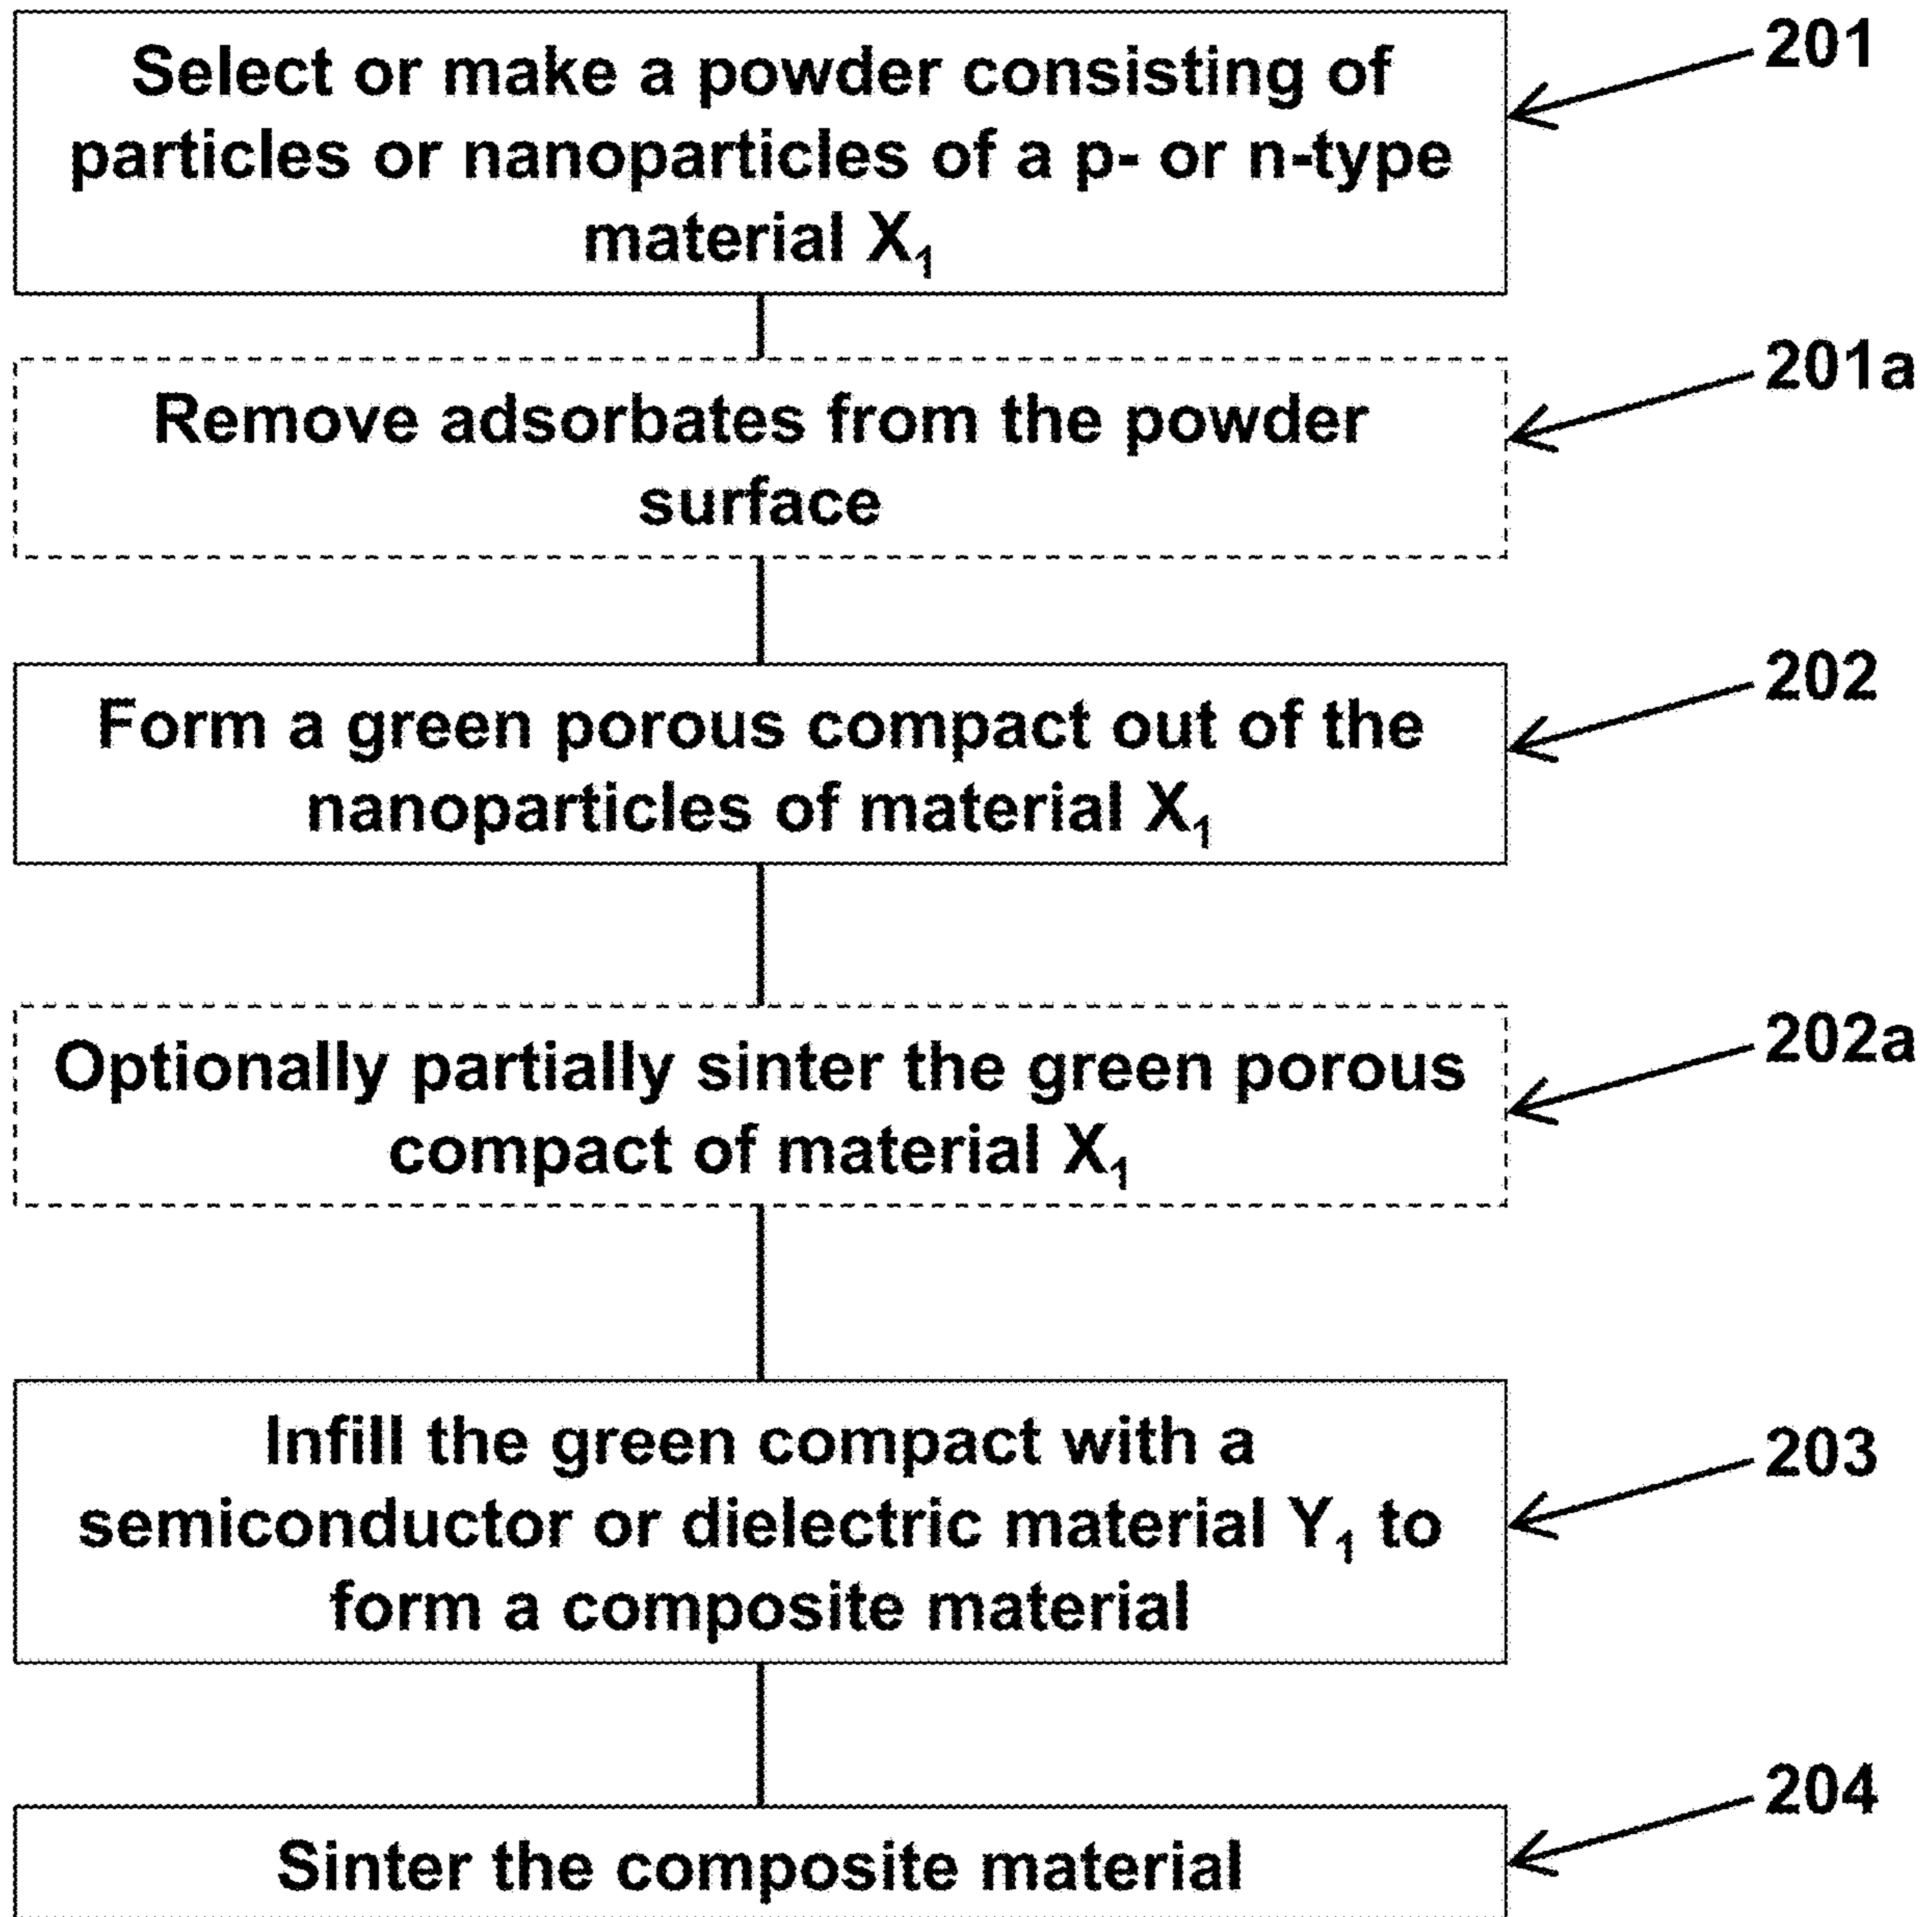 Select or make a powder consisting of
particles or nanoparticles of a p- or n-type
material X₁
201
Remove adsorbates from the powder
surface
201a
Form a green porous compact out of the
nanoparticles of material X₁
202
Optionally partially sinter the green porous
compact of material X₁
202a
Infill the green compact with a
semiconductor or dielectric material Y₁ to
form a composite material
203
Sinter the composite material
204